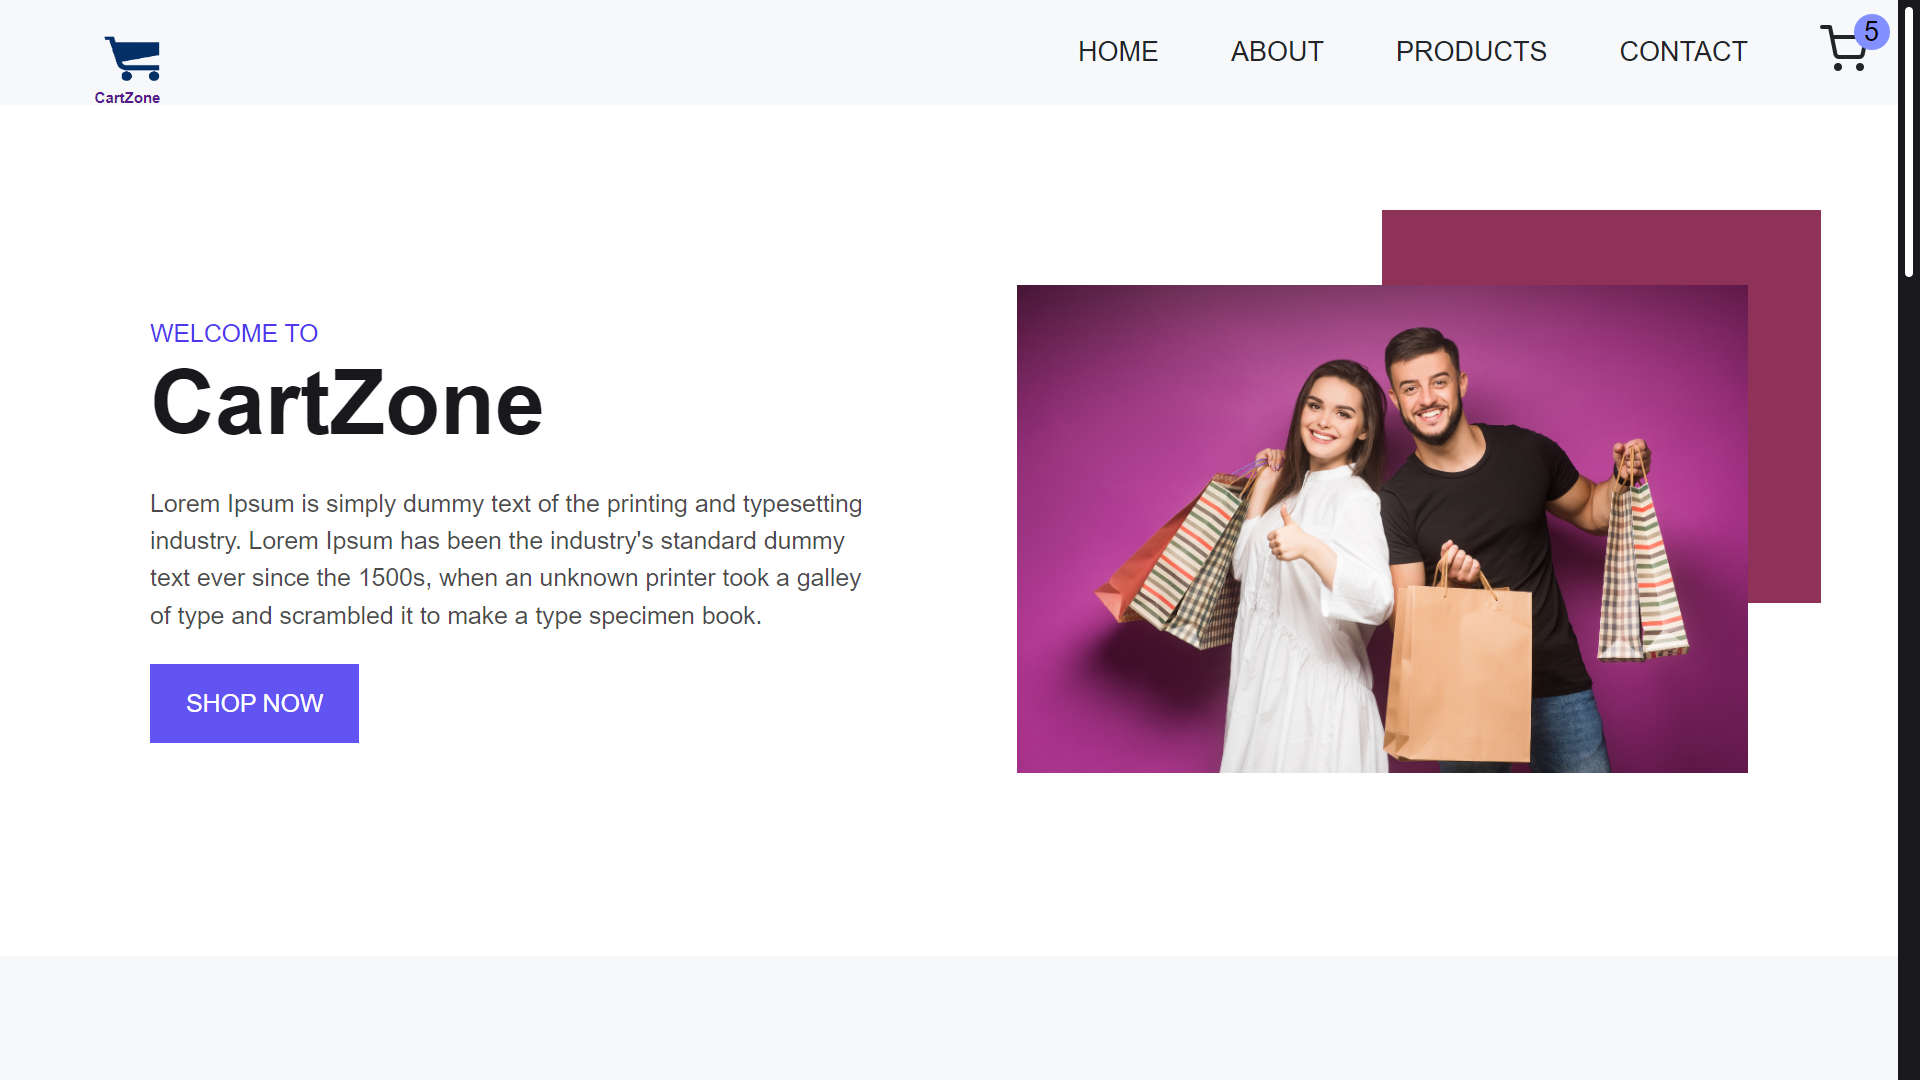 CartZone
HOME
ABOUT
PRODUCTS
CONTACT
5
WELCOME TO
CartZone
Lorem Ipsum is simply dummy text of the printing and typesetting
industry. Lorem Ipsum has been the industry's standard dummy
text ever since the 1500s, when an unknown printer took a galley
of type and scrambled it to make a type specimen book.
SHOP NOW